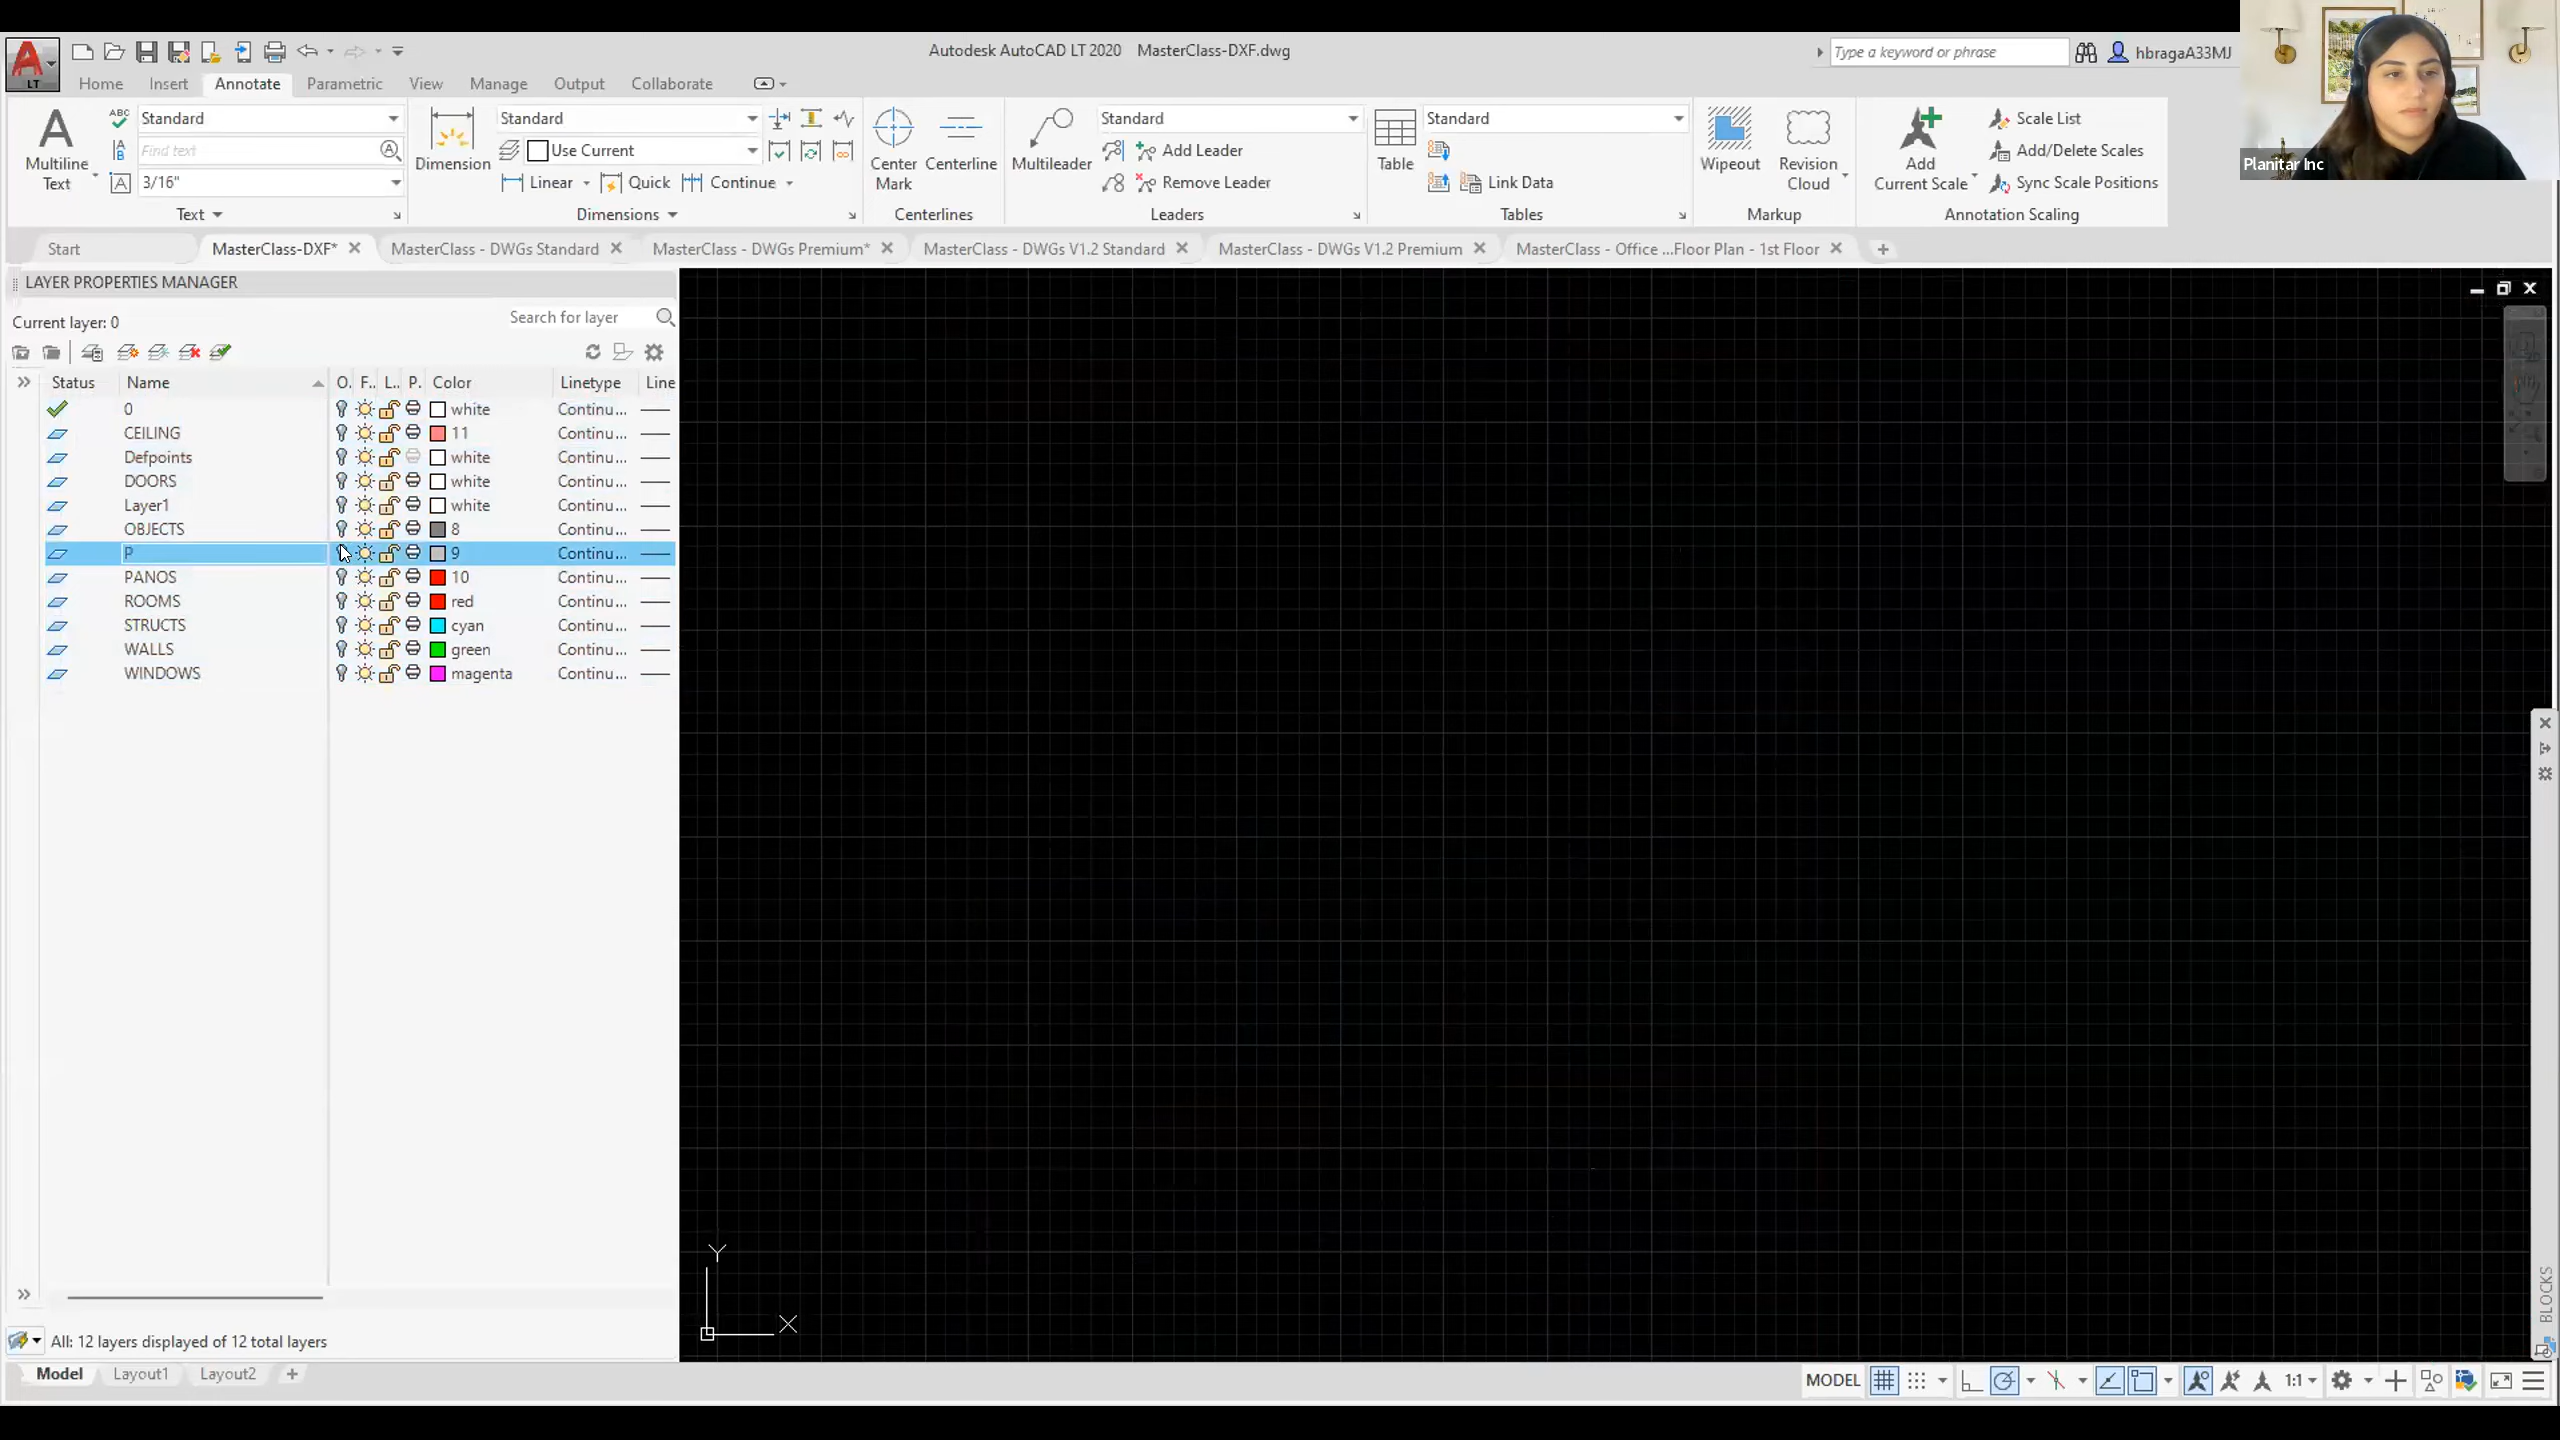 Autodesk AutoCAD LT 2020 MasterClass-DXF.dwg
Type a keyword or phrase
hbragaA33MJ
LT
Home Insert Annotate Parametric View Manage Output Collaborate
A
Multiline Text
ABC
Standard
Find text
3/16"
Text
Dimension
Standard
Use Current
Linear Quick Continue
Dimensions
Center Mark
Centerline
Centerlines
Multileader
Standard
Add Leader
Remove Leader
Leaders
Table
Standard
Link Data
Tables
Wipeout
Revision Cloud
Markup
Add Current Scale
Scale List
Add/Delete Scales
Sync Scale Positions
Annotation Scaling
Planitar Inc
Start
MasterClass-DXF*
MasterClass - DWGs Standard
MasterClass - DWGs Premium*
MasterClass - DWGs V1.2 Standard
MasterClass - DWGs V1.2 Premium
MasterClass - Office ...Floor Plan - 1st Floor
LAYER PROPERTIES MANAGER
Current layer: 0
Search for layer
Status Name O. F.. L.. P. Color Linetype Line
0 white Continu...
CEILING 11 Continu...
Defpoints white Continu...
DOORS white Continu...
Layer1 white Continu...
OBJECTS 8 Continu...
P 9 Continu...
PANOS 10 Continu...
ROOMS red Continu...
STRUCTS cyan Continu...
WALLS green Continu...
WINDOWS magenta Continu...
Y
X
BLOCKS
All: 12 layers displayed of 12 total layers
Model Layout1 Layout2
MODEL
1:1